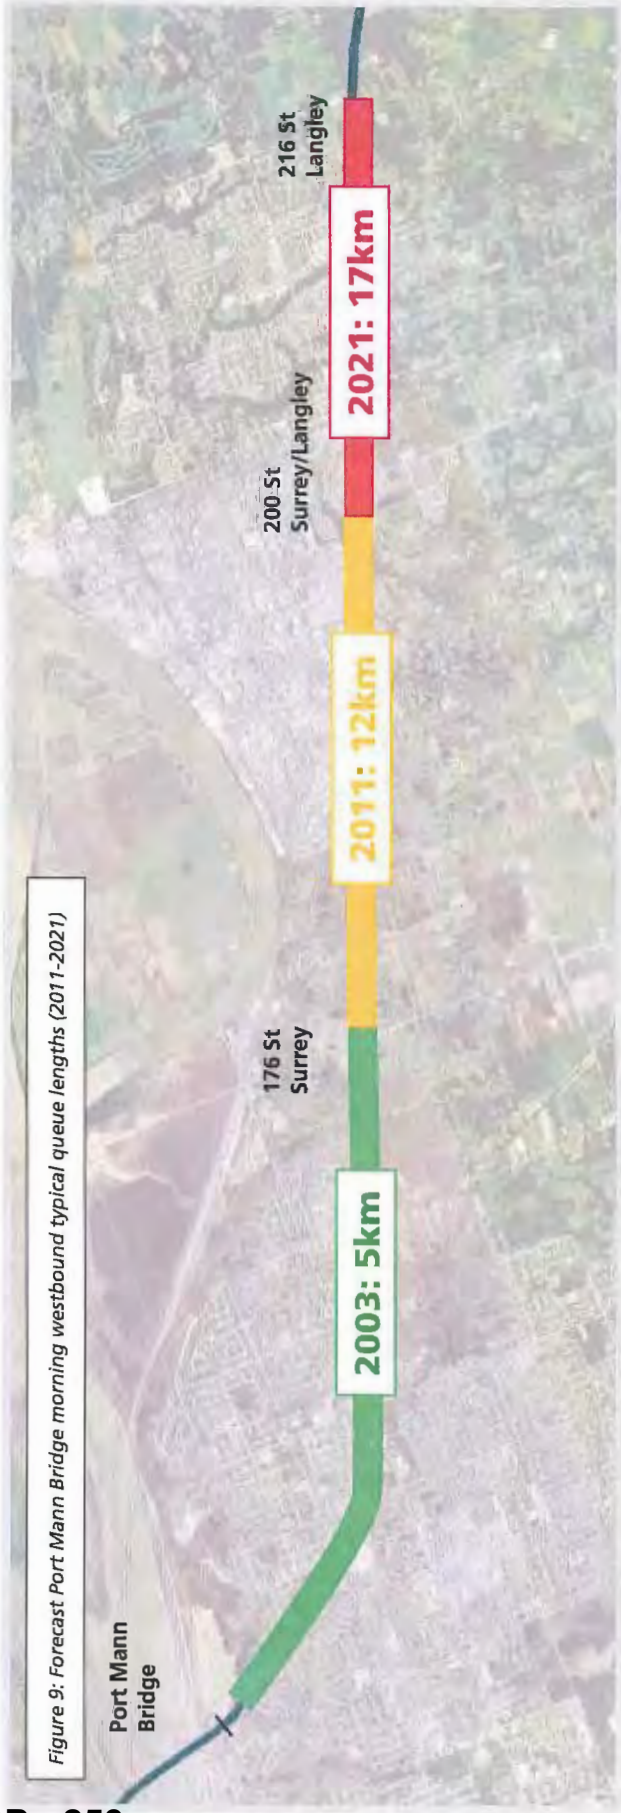 Figure 9: Forecast Port Mann Bridge morning westbound typical queue lengths (2011-2021)
Port Mann
Bridge
2003: 5km
176 St
Surrey
2011: 12km
200 St
Surrey/Langley
2021: 17km
216 St
Langley